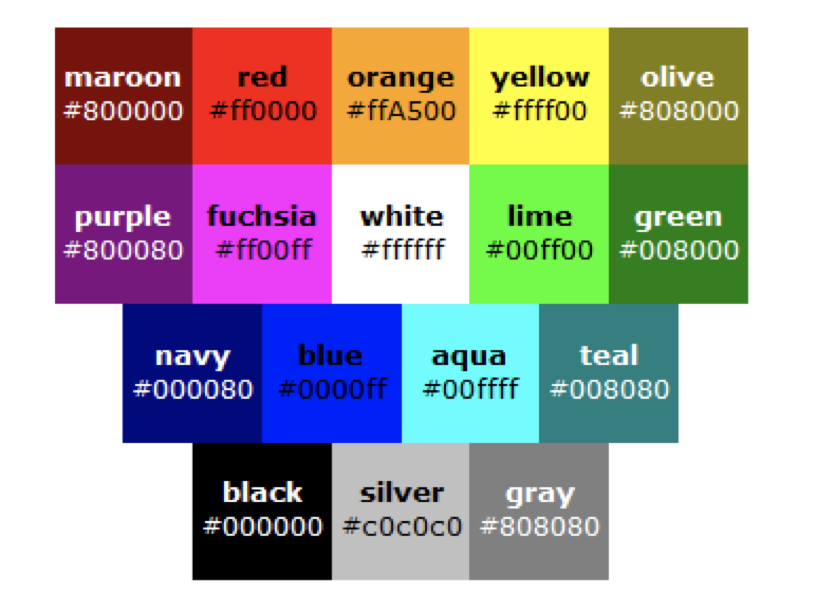 maroon red orange yellow olive
#800000 #ff0000 #ffA500 #ffff00 #808000
purple fuchsia white lime green
#800080 #ff00ff #ffffff #00ff00 #008000
navy blue aqua teal
#000080 #0000ff #00ffff #008080
black silver gray
#000000 #c0c0c0 #808080